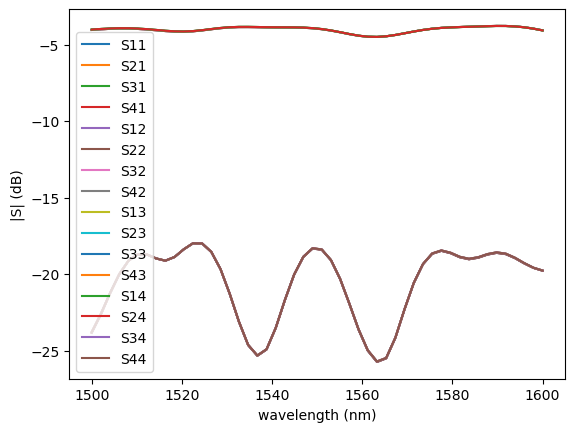 −5
−10
−15
−20
−25
|S| (dB)
S11
S21
S31
S41
S12
S22
S32
S42
S13
S23
S33
S43
S14
S24
S34
S44
1500
1520
1540
1560
1580
1600
wavelength (nm)